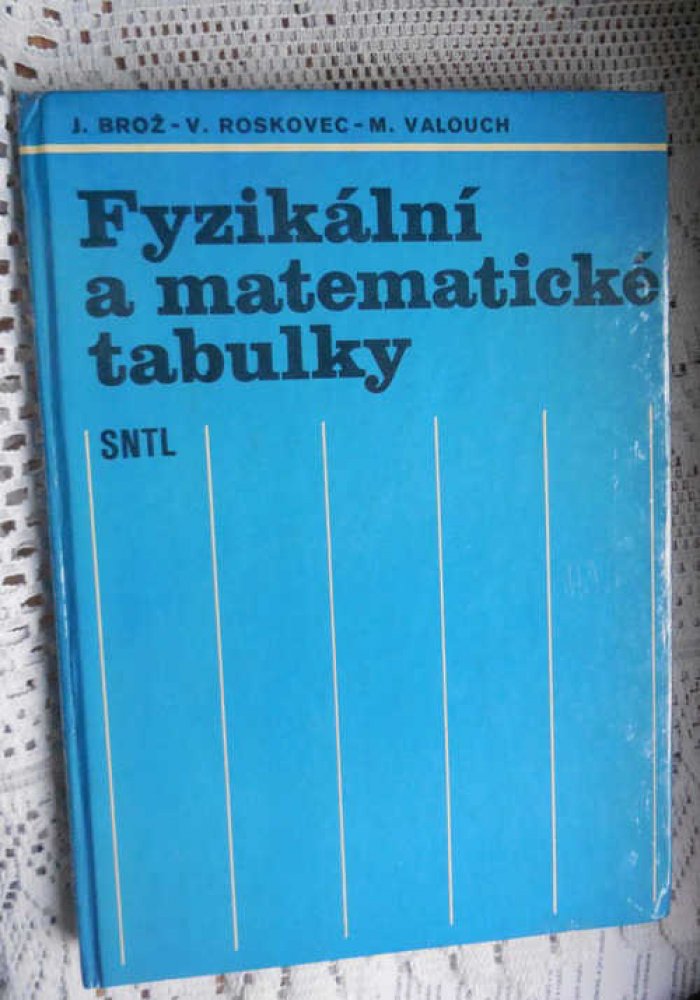 J. BROŽ - V. ROSKOVEC - M. VALOUCH
Fyzikální
a matematické
tabulky
SNTL